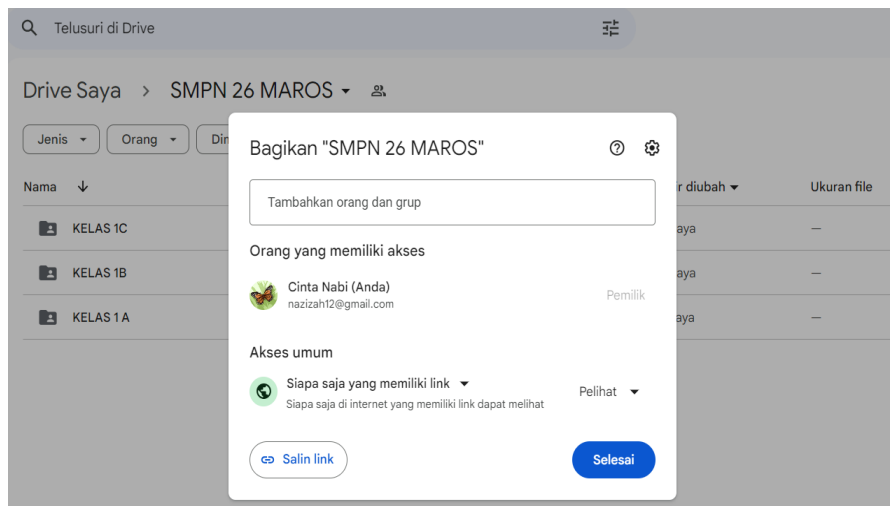 Telusuri di Drive
Drive Saya > SMPN 26 MAROS
Jenis Orang
Nama Ukuran file
KELAS 1C —
KELAS 1B —
KELAS 1 A —
Bagikan "SMPN 26 MAROS"
Tambahkan orang dan grup
Orang yang memiliki akses
Cinta Nabi (Anda)
nazizah12@gmail.com
Pemilik
Akses umum
Siapa saja yang memiliki link
Siapa saja di internet yang memiliki link dapat melihat
Pelihat
Salin link Selesai